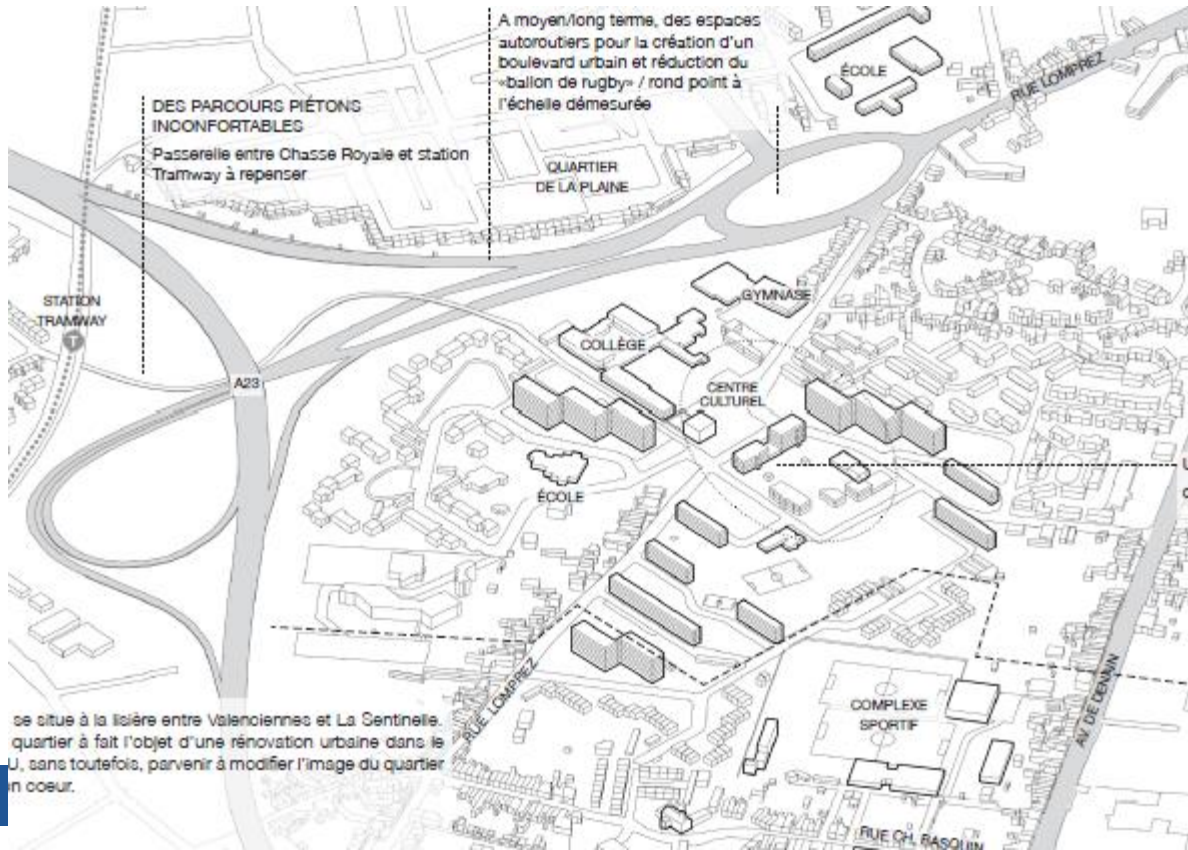 A moyen/long terme, des espaces
autoroutiers pour la création d'un
boulevard urbain et réduction du
«ballon de rugby» / rond point à
l'échelle démesurée
DES PARCOURS PIÉTONS
INCONFORTABLES
Passerelle entre Chasse Royale et station
Tramway à repenser
ÉCOLE
RUE LOMPREZ
QUARTIER
DE LA PLAINE
STATION
TRAMWAY
T
A23
GYMNASE
COLLÈGE
CENTRE
CULTUREL
ÉCOLE
RUE LOMPREZ
COMPLEXE
SPORTIF
AV DE DENAIN
RUE CH. BASQUIN
se situe à la lisière entre Valenciennes et La Sentinelle.
quartier à fait l'objet d'une rénovation urbaine dans le
U, sans toutefois, parvenir à modifier l'image du quartier
n coeur.